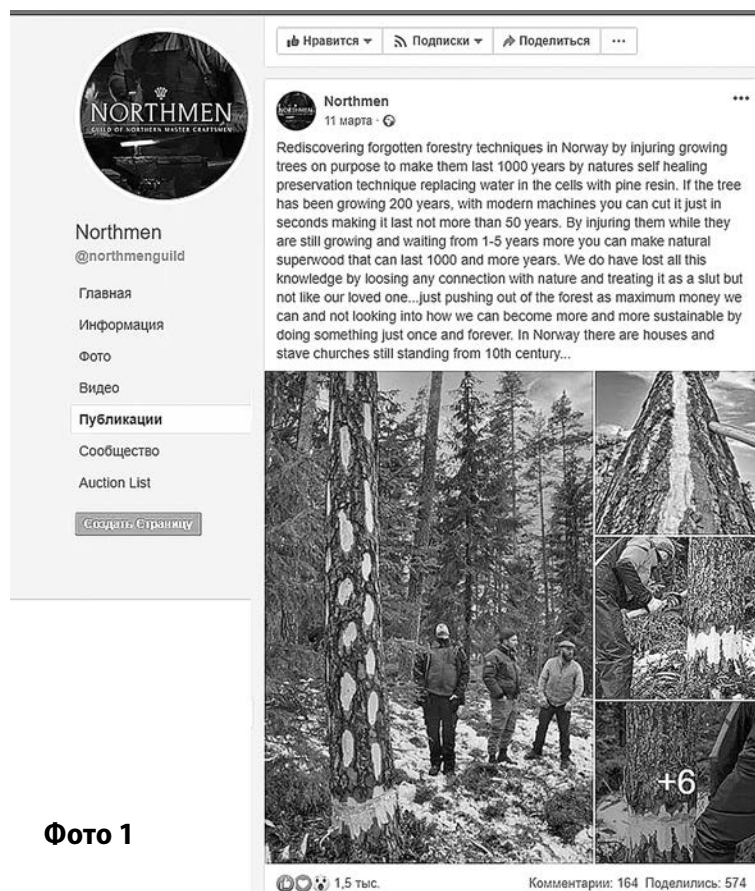 Нравится Подписки Поделиться ...
NORTHMEN
GUILD OF NORTHERN MASTER CRAFTSMEN
Northmen
@northmenguild
Главная
Информация
Фото
Видео
Публикации
Сообщество
Auction List
Создать Страницу
Northmen
11 марта ·
Rediscovering forgotten forestry techniques in Norway by injuring growing
trees on purpose to make them last 1000 years by natures self healing
preservation technique replacing water in the cells with pine resin. If the tree
has been growing 200 years, with modern machines you can cut it just in
seconds making it last not more than 50 years. By injuring them while they
are still growing and waiting from 1-5 years more you can make natural
superwood that can last 1000 and more years. We do have lost all this
knowledge by loosing any connection with nature and treating it as a slut but
not like our loved one...just pushing out of the forest as maximum money we
can and not looking into how we can become more and more sustainable by
doing something just once and forever. In Norway there are houses and
stave churches still standing from 10th century...
+6
1,5 тыс.
Комментарии: 164 Поделились: 574
Фото 1